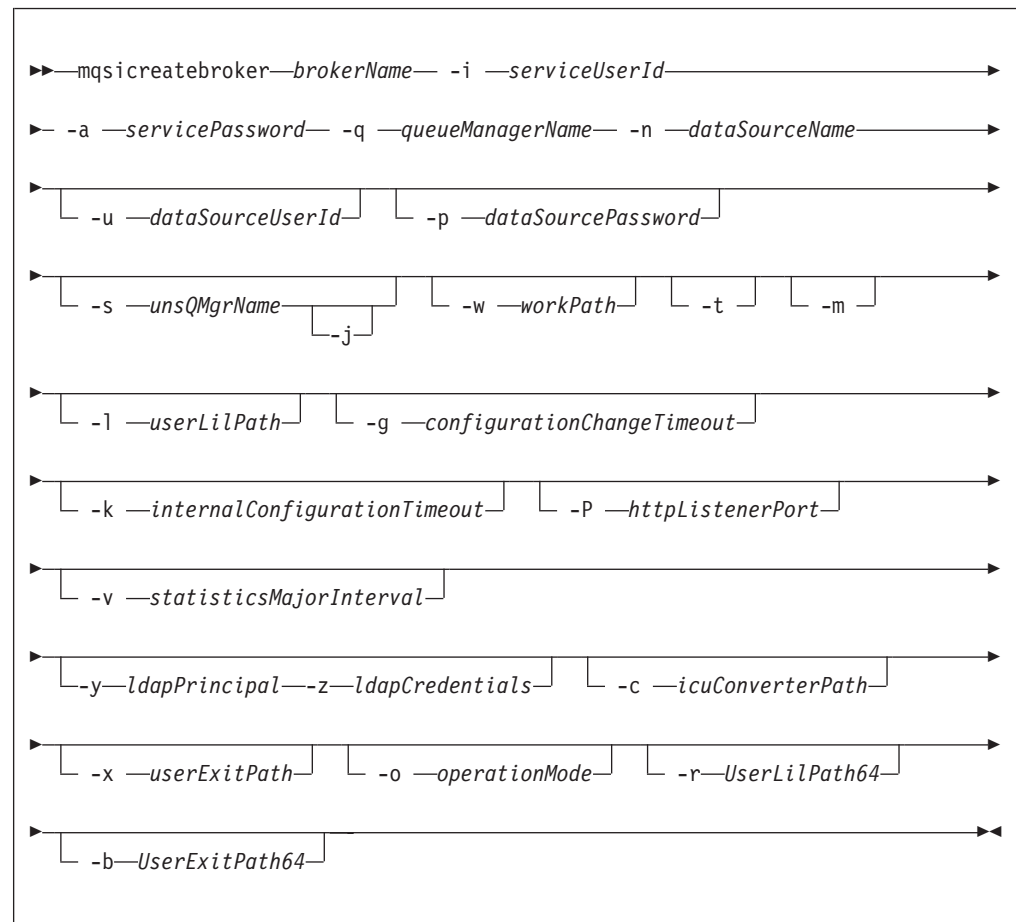 mqsicreatebroker brokerName -i serviceUserId
-a servicePassword -q queueManagerName -n dataSourceName
-u dataSourceUserId -p dataSourcePassword
-s unsQMgrName -j -w workPath -t -m
-l userLilPath -g configurationChangeTimeout
-k internalConfigurationTimeout -P httpListenerPort
-v statisticsMajorInterval
-y ldapPrincipal -z ldapCredentials -c icuConverterPath
-x userExitPath -o operationMode -r UserLilPath64
-b UserExitPath64